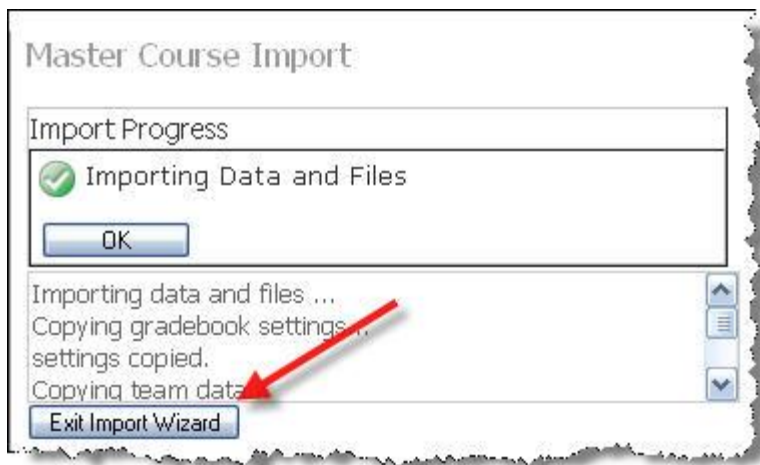 Master Course Import
Import Progress
Importing Data and Files
OK
Importing data and files ...
Copying gradebook settings ...
settings copied.
Copying team data
Exit Import Wizard